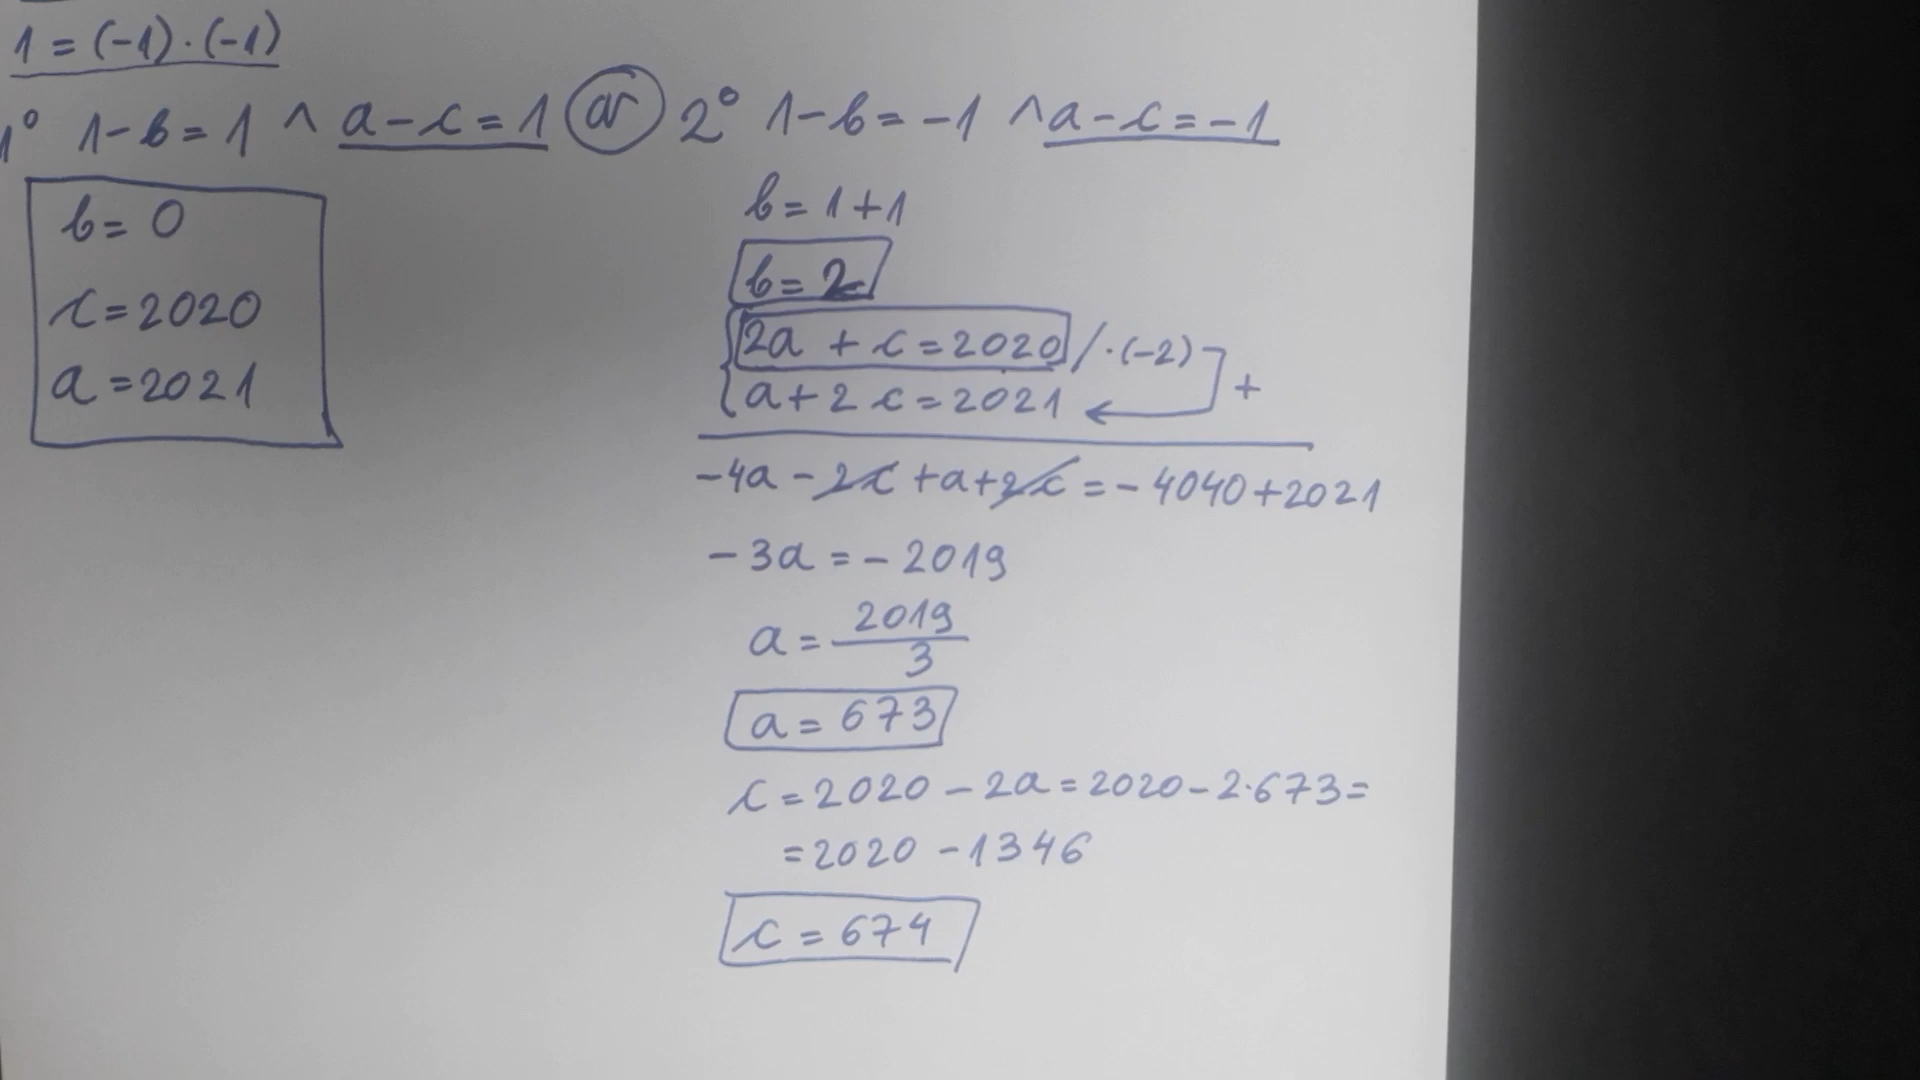 1 = (-1) · (-1)
1° 1 - b = 1 ∧ a - c = 1 or 2° 1 - b = -1 ∧ a - c = -1
b = 0
c = 2020
a = 2021
b = 1 + 1
b = 2
2a + c = 2020 / · (-2)
a + 2c = 2021 +
-4a - 2c + a + 2c = -4040 + 2021
-3a = -2019
a = 2019/3
a = 673
c = 2020 - 2a = 2020 - 2·673 =
= 2020 - 1346
c = 674